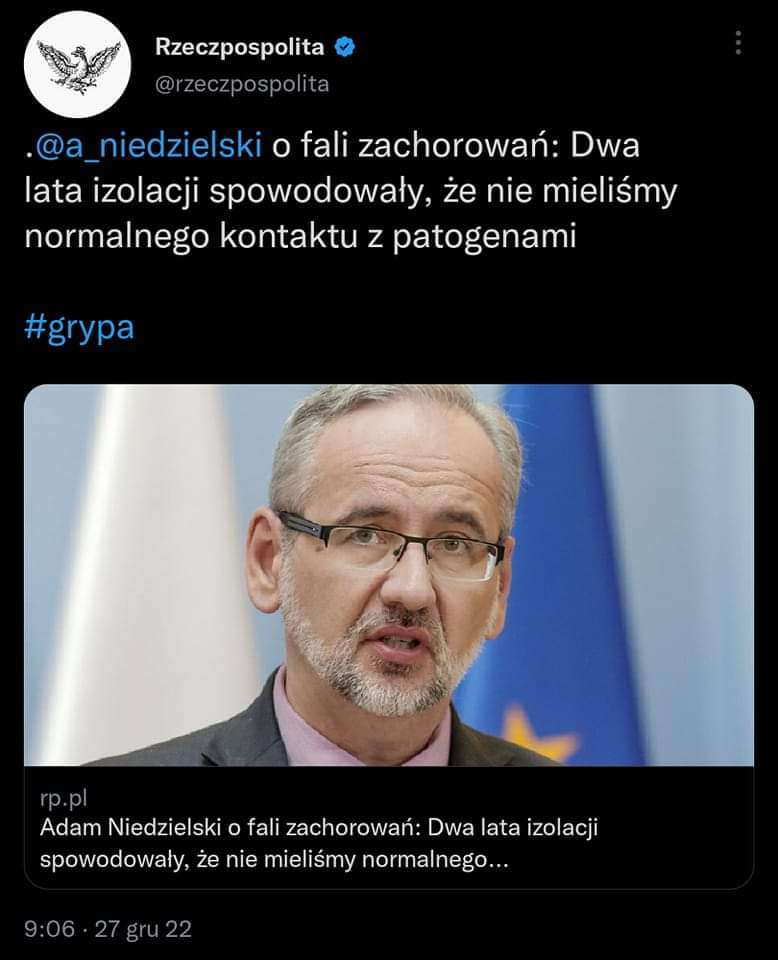 Rzeczpospolita
@rzeczpospolita
.@a_niedzielski o fali zachorowań: Dwa
lata izolacji spowodowały, że nie mieliśmy
normalnego kontaktu z patogenami
#grypa
rp.pl
Adam Niedzielski o fali zachorowań: Dwa lata izolacji
spowodowały, że nie mieliśmy normalnego...
9:06 · 27 gru 22